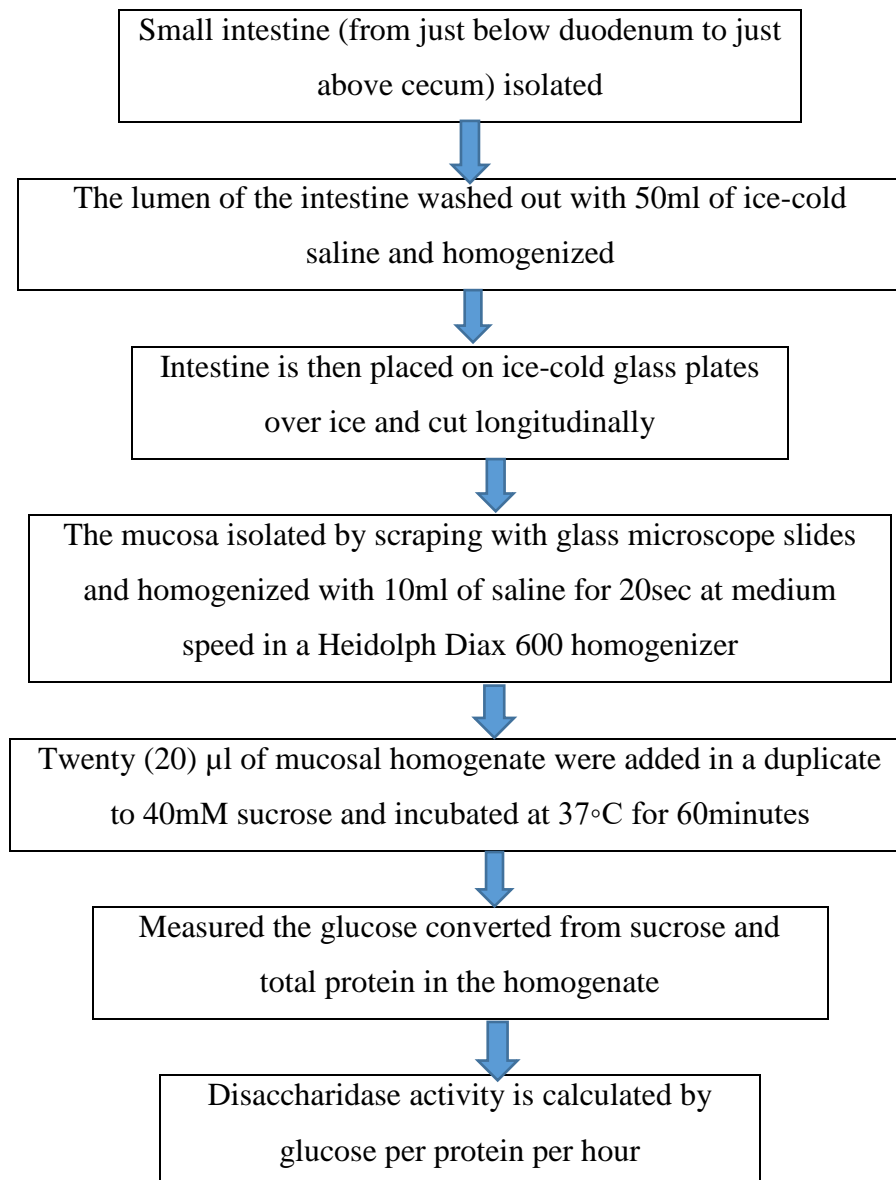 Small intestine (from just below duodenum to just
above cecum) isolated
The lumen of the intestine washed out with 50ml of ice-cold
saline and homogenized
Intestine is then placed on ice-cold glass plates
over ice and cut longitudinally
The mucosa isolated by scraping with glass microscope slides
and homogenized with 10ml of saline for 20sec at medium
speed in a Heidolph Diax 600 homogenizer
Twenty (20) µl of mucosal homogenate were added in a duplicate
to 40mM sucrose and incubated at 37◦C for 60minutes
Measured the glucose converted from sucrose and
total protein in the homogenate
Disaccharidase activity is calculated by
glucose per protein per hour